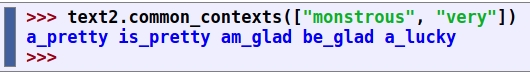 >>> text2.common_contexts(["monstrous", "very"])
a_pretty is_pretty am_glad be_glad a_lucky
>>>